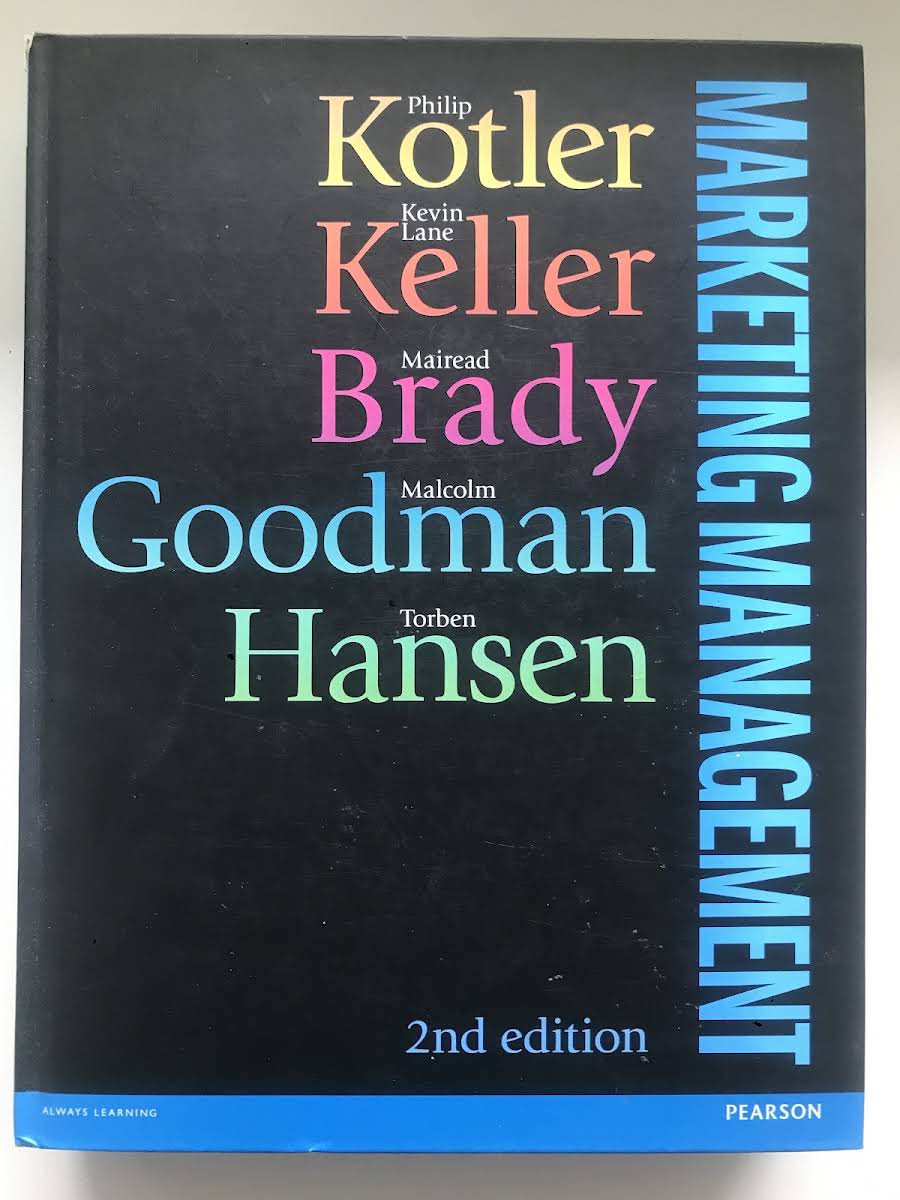 Philip
Kotler
Kevin
Lane
Keller
Mairead
Brady
Malcolm
Goodman
Torben
Hansen
MARKETING MANAGEMENT
2nd edition
ALWAYS LEARNING
PEARSON